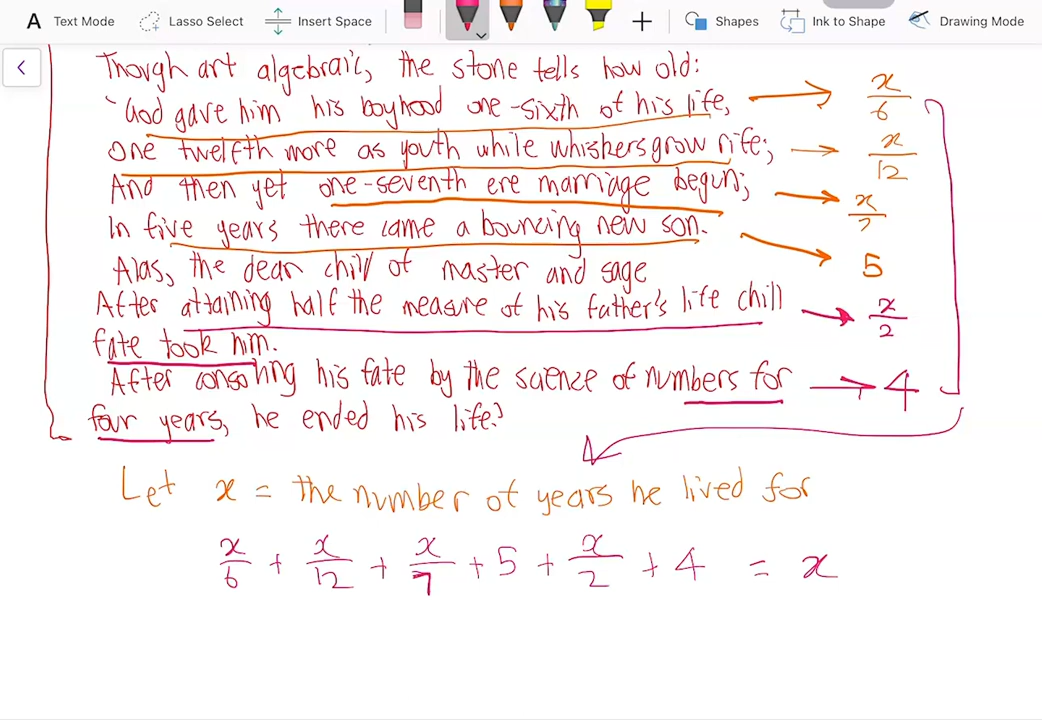 A Text Mode Lasso Select Insert Space Shapes Ink to Shape Drawing Mode
Though art algebraic, the stone tells how old:
'God gave him his boyhood one-sixth of his life, x/6
One twelfth more as youth while whiskers grow rife; x/12
And then yet one-seventh ere marriage begun; x/7
In five years there came a bouncing new son. 5
Alas, the dear child of master and sage
After attaining half the measure of his father's life chill x/2
fate took him.
After consoling his fate by the science of numbers for 4
four years, he ended his life.'
Let x = the number of years he lived for
x/6 + x/12 + x/7 + 5 + x/2 + 4 = x